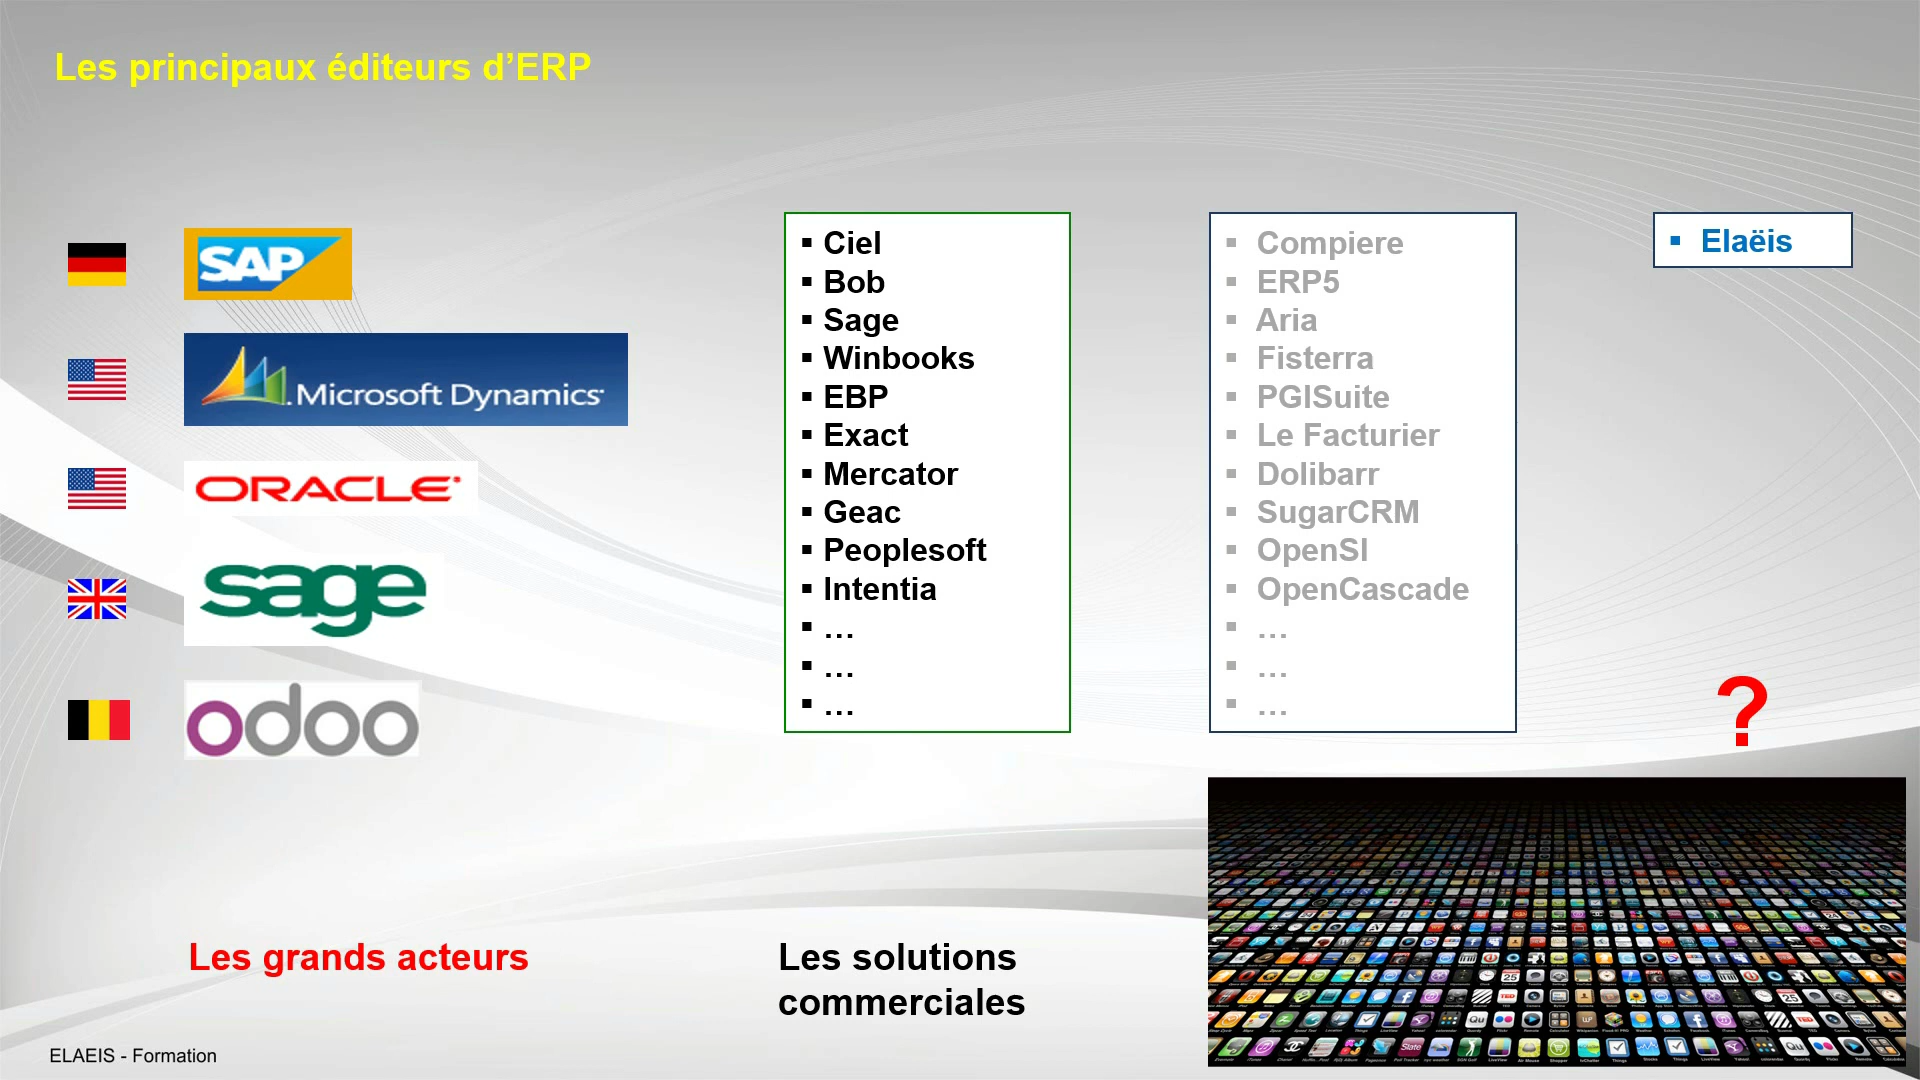 Les principaux éditeurs d’ERP
SAP
Microsoft Dynamics
ORACLE
sage
odoo
Les grands acteurs
▪ Ciel
▪ Bob
▪ Sage
▪ Winbooks
▪ EBP
▪ Exact
▪ Mercator
▪ Geac
▪ Peoplesoft
▪ Intentia
▪ …
▪ …
▪ …
Les solutions
commerciales
▪ Compiere
▪ ERP5
▪ Aria
▪ Fisterra
▪ PGISuite
▪ Le Facturier
▪ Dolibarr
▪ SugarCRM
▪ OpenSI
▪ OpenCascade
▪ …
▪ …
▪ …
▪ Elaëis
?
ELAEIS - Formation